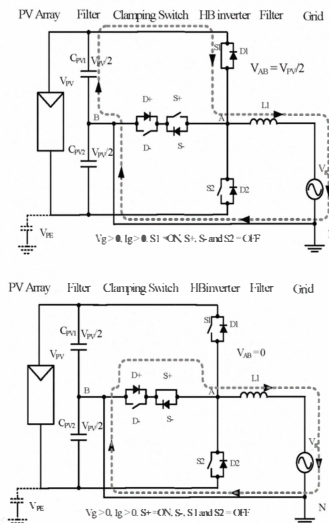 PV Array Filter Clamping Switch HB inverter Filter Grid
S1 D1
CPV1 VPV/2
VAB = VPV/2
VPV
D+ S+
B A L1
D- S-
CPV2 VPV/2
S2 D2
Vg
VPE
Vg > 0, Ig > 0. S1 =ON, S+, S- and S2 = OFF
PV Array Filter Clamping Switch HBinverter Filter Grid
S1 D1
VPV
CPV1 VPV/2
VAB = 0
D+ S+
B A L1
D- S-
CPV2 VPV/2
S2 D2
Vg
N
VPE
Vg > 0, Ig > 0. S+=ON, S-, S1 and S2 = OFF